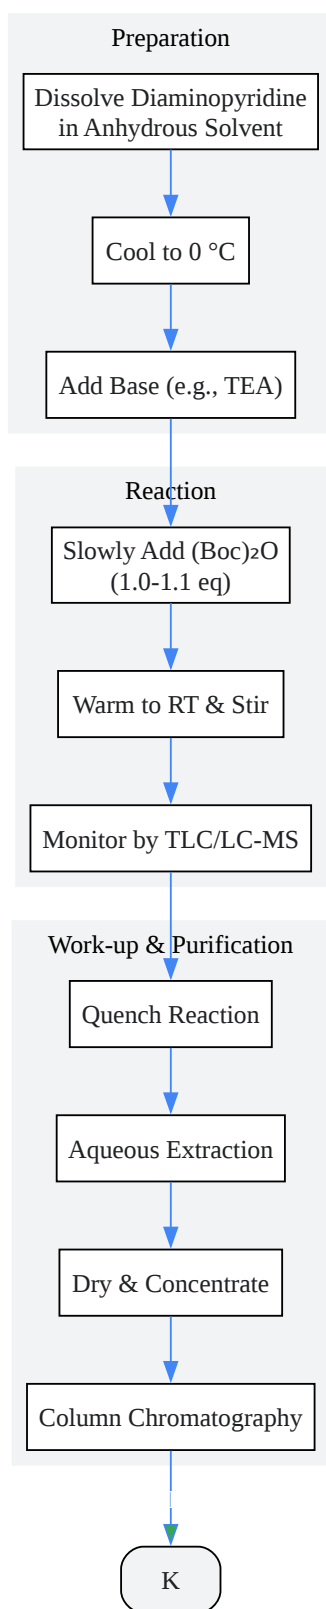 Preparation
Dissolve Diaminopyridine
in Anhydrous Solvent
Cool to 0 °C
Add Base (e.g., TEA)
Reaction
Slowly Add (Boc)₂O
(1.0-1.1 eq)
Warm to RT & Stir
Monitor by TLC/LC-MS
Work-up & Purification
Quench Reaction
Aqueous Extraction
Dry & Concentrate
Column Chromatography
K